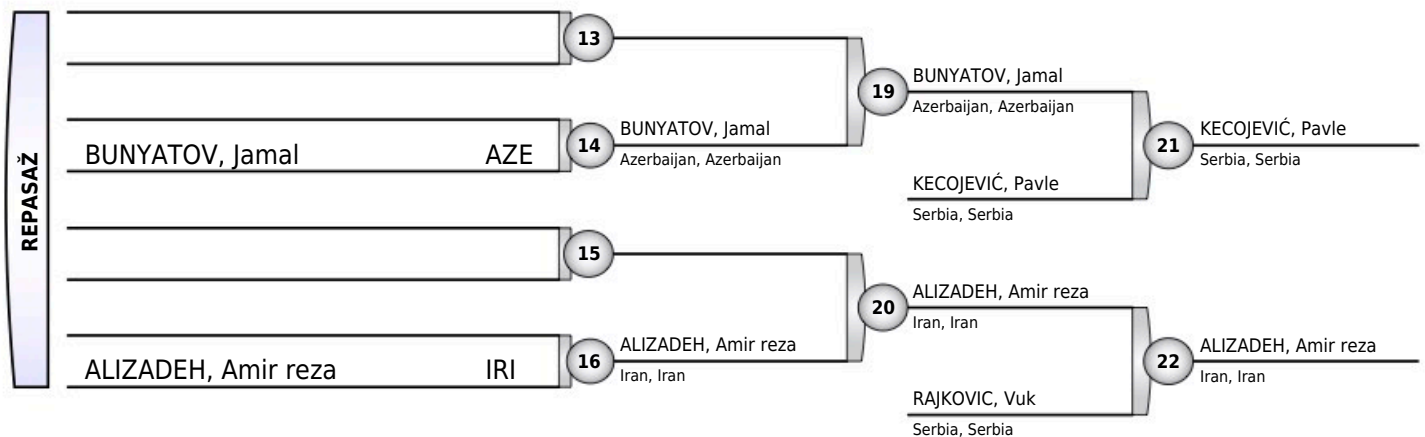 REPASAŽ
13
19
BUNYATOV, Jamal
Azerbaijan, Azerbaijan
BUNYATOV, Jamal AZE
14
BUNYATOV, Jamal
Azerbaijan, Azerbaijan
21
KECOJEVIĆ, Pavle
Serbia, Serbia
KECOJEVIĆ, Pavle
Serbia, Serbia
15
20
ALIZADEH, Amir reza
Iran, Iran
ALIZADEH, Amir reza IRI
16
ALIZADEH, Amir reza
Iran, Iran
22
ALIZADEH, Amir reza
Iran, Iran
RAJKOVIC, Vuk
Serbia, Serbia